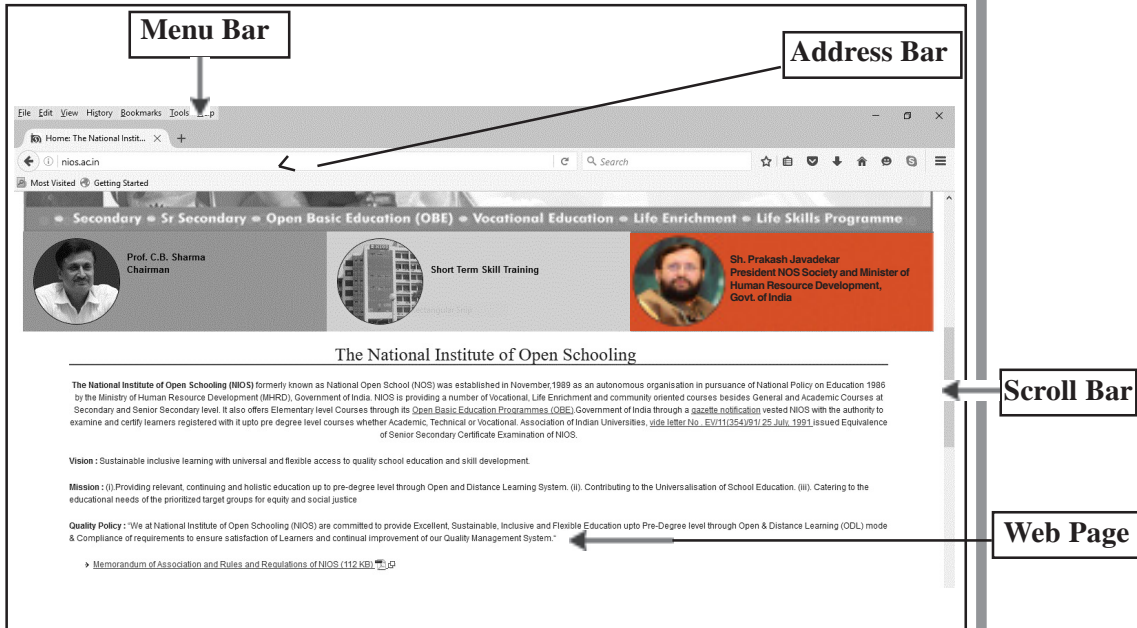 Menu Bar
Address Bar
File Edit View History Bookmarks Tools
Home: The National Instit...
nios.ac.in
Search
Most Visited Getting Started
Secondary Sr Secondary Open Basic Education (OBE) Vocational Education Life Enrichment Life Skills Programme
Prof. C.B. Sharma
Chairman
Short Term Skill Training
Sh. Prakash Javadekar
President NOS Society and Minister of
Human Resource Development,
Govt. of India
The National Institute of Open Schooling
The National Institute of Open Schooling (NIOS) formerly known as National Open School (NOS) was established in November,1989 as an autonomous organisation in pursuance of National Policy on Education 1986
by the Ministry of Human Resource Development (MHRD), Government of India. NIOS is providing a number of Vocational, Life Enrichment and community oriented courses besides General and Academic Courses at
Secondary and Senior Secondary level. It also offers Elementary level Courses through its Open Basic Education Programmes (OBE).Government of India through a gazette notification vested NIOS with the authority to
examine and certify learners registered with it upto pre degree level courses whether Academic, Technical or Vocational. Association of Indian Universities, vide letter No . EV/11(354)/91/ 25 July, 1991 issued Equivalence
of Senior Secondary Certificate Examination of NIOS.
Scroll Bar
Vision : Sustainable inclusive learning with universal and flexible access to quality school education and skill development.
Mission : (i).Providing relevant, continuing and holistic education up to pre-degree level through Open and Distance Learning System. (ii). Contributing to the Universalisation of School Education. (iii). Catering to the
educational needs of the prioritized target groups for equity and social justice
Quality Policy : “We at National Institute of Open Schooling (NIOS) are committed to provide Excellent, Sustainable, Inclusive and Flexible Education upto Pre-Degree level through Open & Distance Learning (ODL) mode
& Compliance of requirements to ensure satisfaction of Learners and continual improvement of our Quality Management System.“
Web Page
Memorandum of Association and Rules and Regulations of NIOS (112 KB)